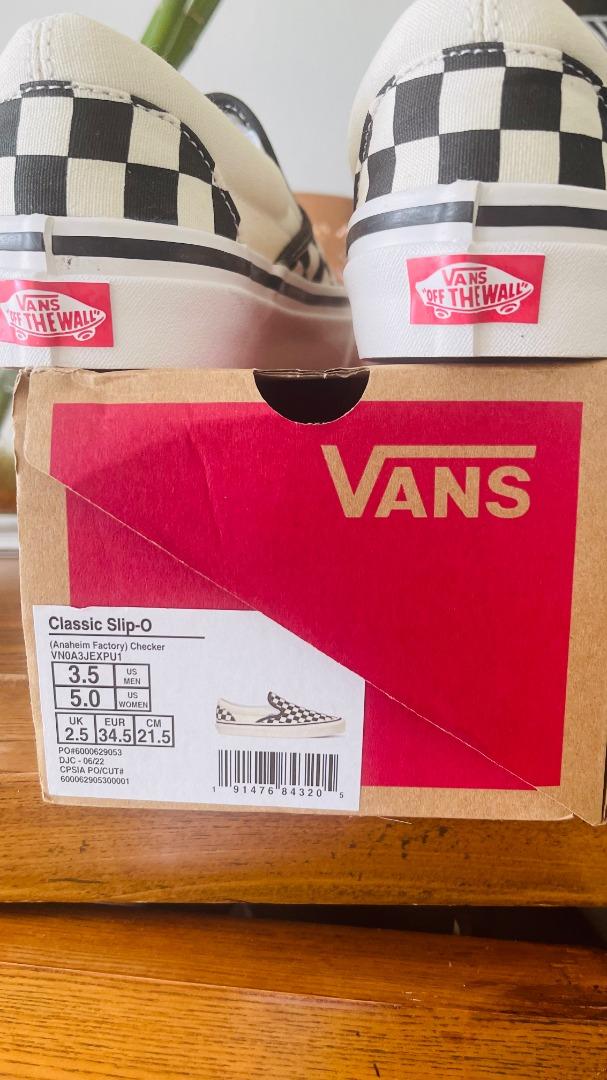 VANS
"OFF THE WALL"
VANS
"OFF THE WALL"
VANS
Classic Slip-O
(Anaheim Factory) Checker
VN0A3JEXPU1
3.5 US MEN
5.0 US WOMEN
UK EUR CM
2.5 34.5 21.5
PO#6000629053
DJC - 06/22
CPSIA PO/CUT#
600062905300001
1 91476 84320 5